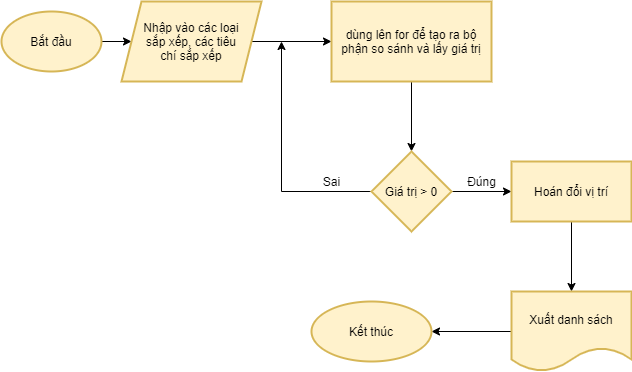 Bắt đầu
Nhập vào các loại
sắp xếp, các tiêu
chí sắp xếp
dùng lên for để tạo ra bộ
phận so sánh và lấy giá trị
Sai
Giá trị > 0
Đúng
Hoán đổi vị trí
Xuất danh sách
Kết thúc